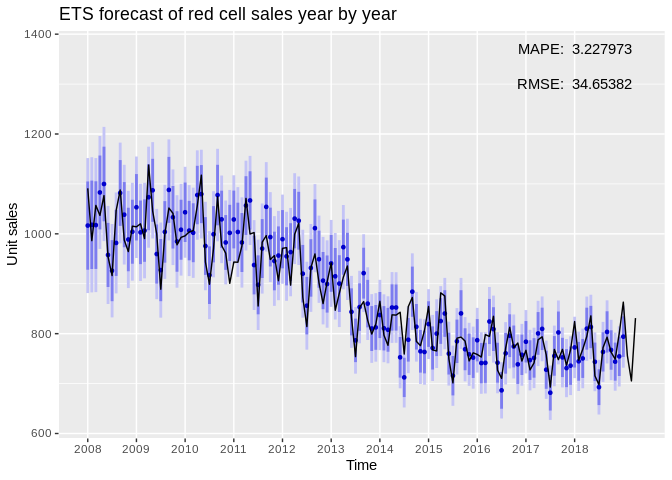 ETS forecast of red cell sales year by year
MAPE: 3.227973
RMSE: 34.65382
1400
1200
1000
800
600
Unit sales
2008 2009 2010 2011 2012 2013 2014 2015 2016 2017 2018
Time